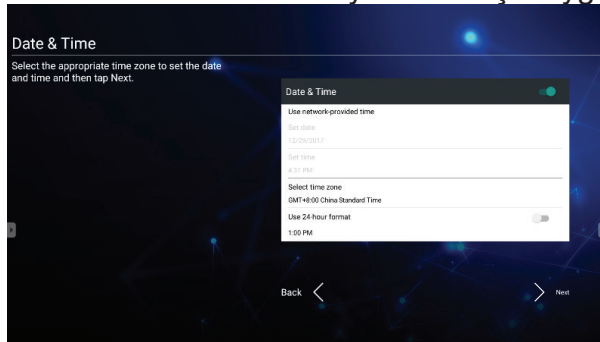 Date & Time
Select the appropriate time zone to set the date
and time and then tap Next.
Date & Time
Use network-provided time
Set date
12/29/2017
Set time
4:31 PM
Select time zone
GMT+8:00 China Standard Time
Use 24-hour format
1:00 PM
Back
Next